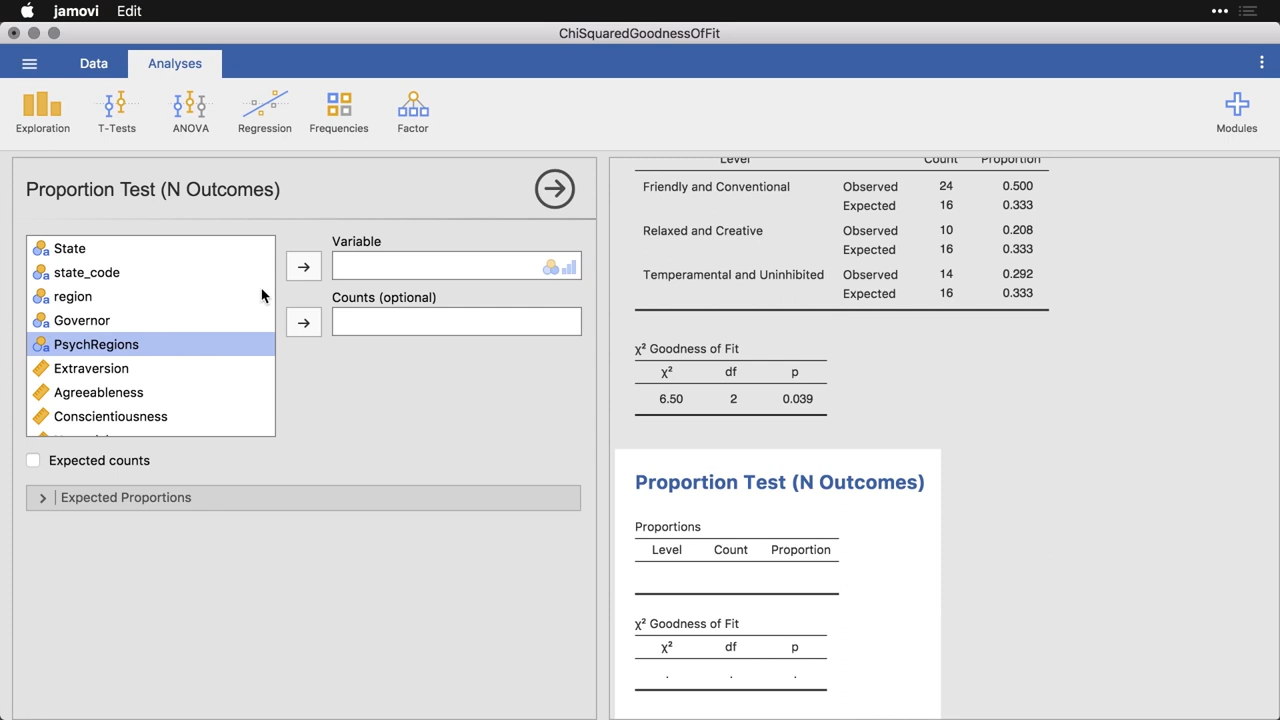 jamovi Edit
ChiSquaredGoodnessOfFit
Data Analyses
Exploration T-Tests ANOVA Regression Frequencies Factor Modules
Proportion Test (N Outcomes)
State
state_code
region
Governor
PsychRegions
Extraversion
Agreeableness
Conscientiousness
Variable
Counts (optional)
Expected counts
Expected Proportions
Level Count Proportion
Friendly and Conventional Observed 24 0.500
Expected 16 0.333
Relaxed and Creative Observed 10 0.208
Expected 16 0.333
Temperamental and Uninhibited Observed 14 0.292
Expected 16 0.333
χ² Goodness of Fit
χ² df p
6.50 2 0.039
Proportion Test (N Outcomes)
Proportions
Level Count Proportion
χ² Goodness of Fit
χ² df p
. . .